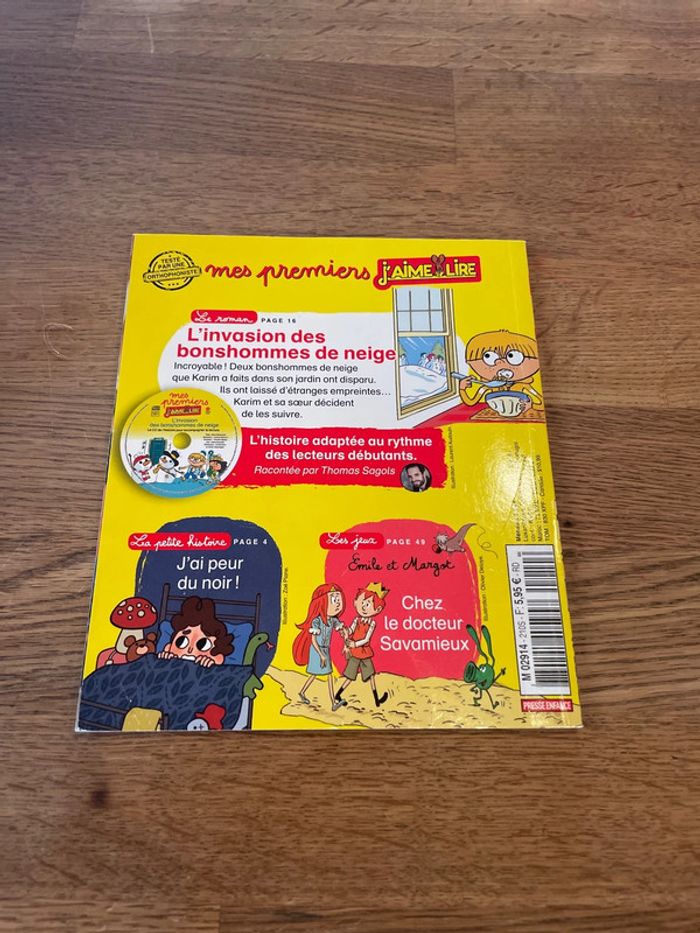 TESTÉ
PAR UNE
ORTHOPHONISTE
mes premiers J'AIME LIRE
Le roman PAGE 16
L'invasion des
bonshommes de neige
Incroyable ! Deux bonshommes de neige
que Karim a faits dans son jardin ont disparu.
Ils ont laissé d'étranges empreintes...
Karim et sa sœur décident
de les suivre.
mes
premiers
J'AIME LIRE
L'invasion
des bonshommes de neige
L'histoire adaptée au rythme
des lecteurs débutants.
Racontée par Thomas Sagols
La petite histoire PAGE 4
J'ai peur
du noir !
Les jeux PAGE 49
Émile et Margot
Chez
le docteur
Savamieux
M 02914 - 210S - F: 5,95 € - RD
PRESSE ENFANCE